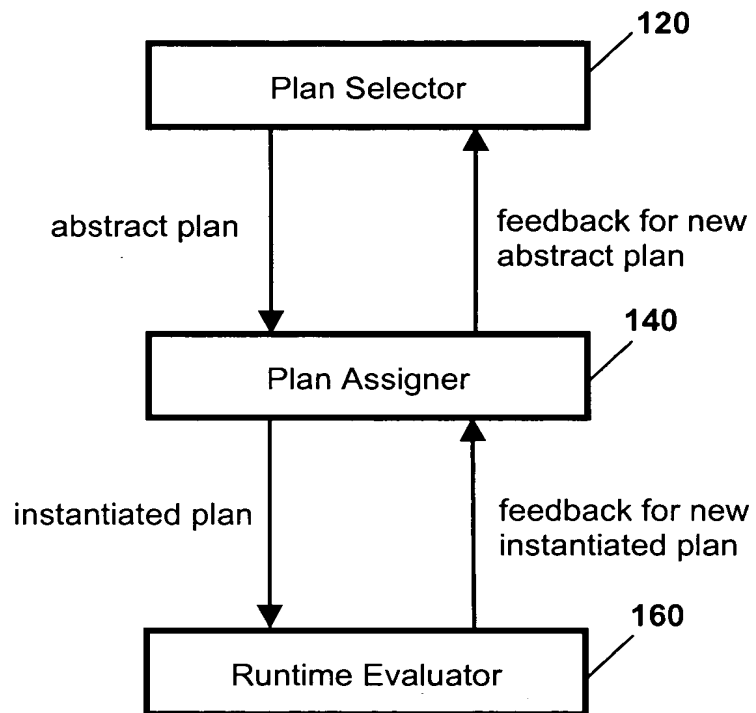 120
Plan Selector
abstract plan
feedback for new
abstract plan
140
Plan Assigner
instantiated plan
feedback for new
instantiated plan
160
Runtime Evaluator